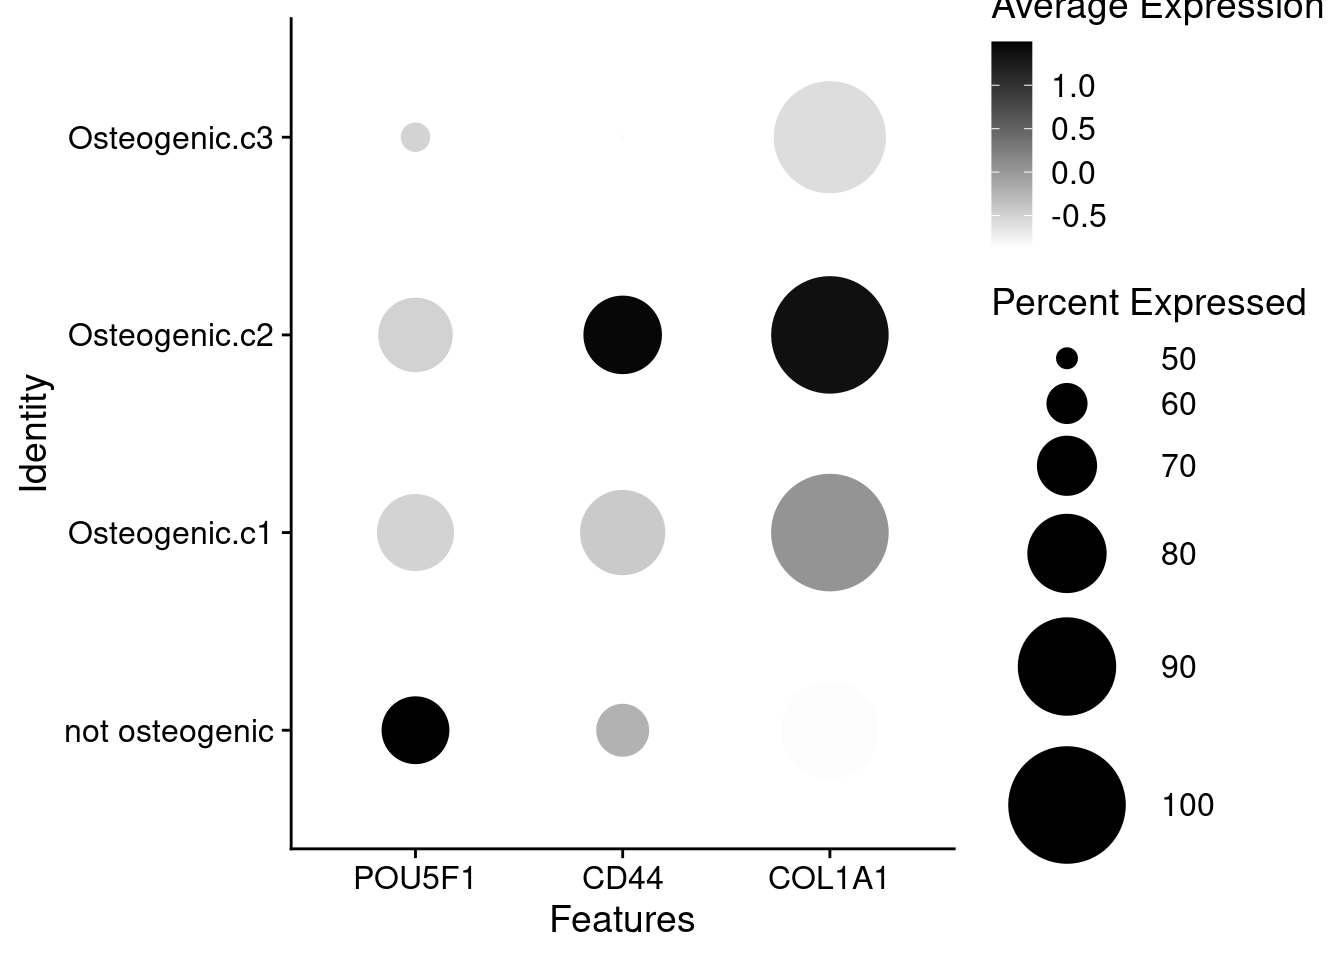 Average Expression
1.0
0.5
0.0
-0.5
Percent Expressed
50
60
70
80
90
100
Identity
Osteogenic.c3
Osteogenic.c2
Osteogenic.c1
not osteogenic
POU5F1 CD44 COL1A1
Features